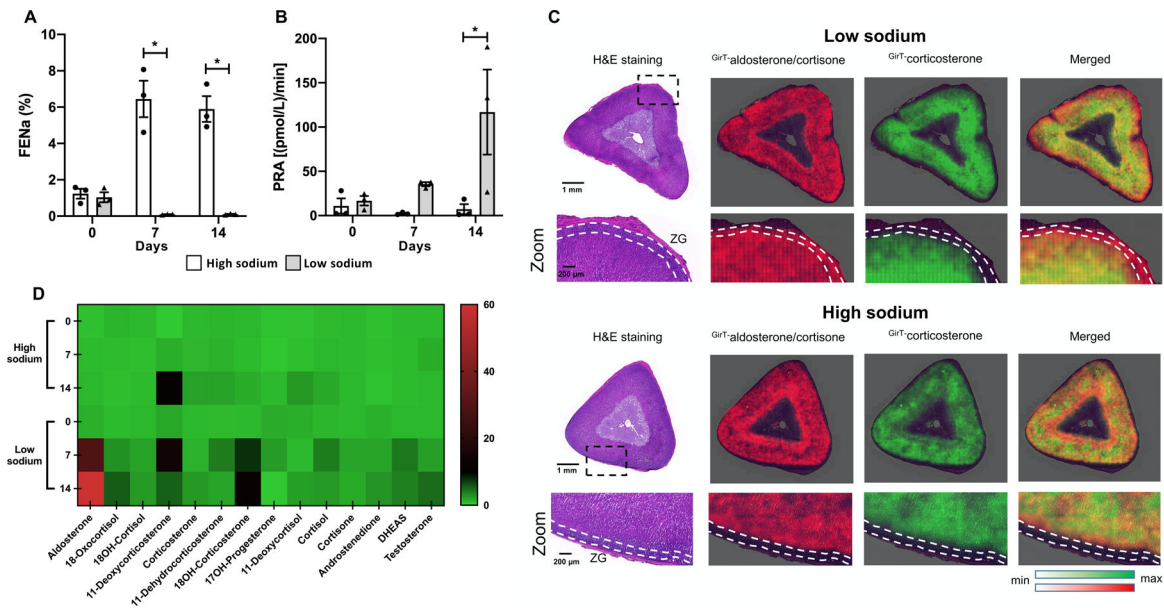 A
FENa (%)
10
8
6
4
2
0
*
*
0
7
14
Days
B
PRA [(pmol/L)/min]
200
150
100
50
0
*
0
7
14
Days
High sodium
Low sodium
C
Low sodium
H&E staining
GirT-aldosterone/cortisone
GirT-corticosterone
Merged
1 mm
Zoom
200 µm
ZG
High sodium
H&E staining
GirT-aldosterone/cortisone
GirT-corticosterone
Merged
1 mm
Zoom
200 µm
ZG
min
max
D
High
sodium
0
7
14
Low
sodium
0
7
14
60
40
20
0
Aldosterone
18-Oxocortisol
18OH-Cortisol
11-Deoxycorticosterone
Corticosterone
11-Dehydrocorticosterone
18OH-Corticosterone
17OH-Progesterone
11-Deoxycortisol
Cortisol
Cortisone
Androstenedione
DHEAS
Testosterone